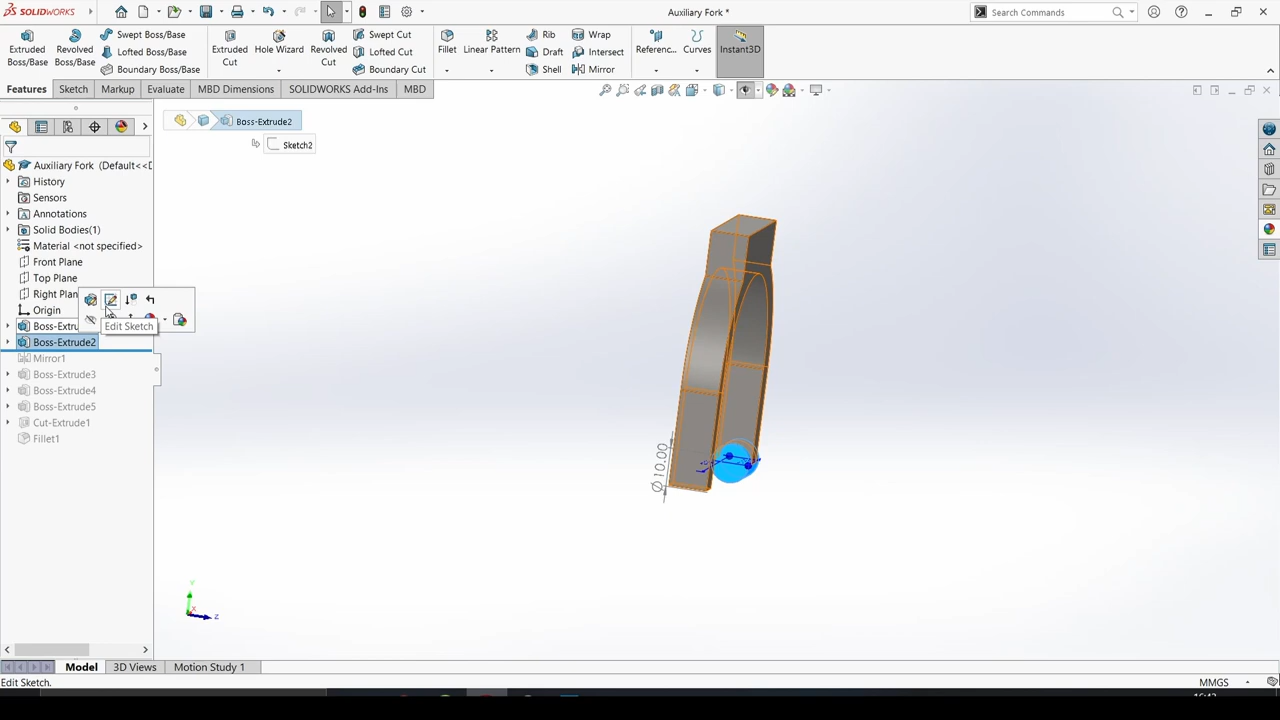 SOLIDWORKS
Auxiliary Fork *
Search Commands
Extruded Boss/Base
Revolved Boss/Base
Swept Boss/Base
Lofted Boss/Base
Boundary Boss/Base
Extruded Cut
Hole Wizard
Revolved Cut
Swept Cut
Lofted Cut
Boundary Cut
Fillet
Linear Pattern
Rib
Draft
Shell
Wrap
Intersect
Mirror
Referenc...
Curves
Instant3D
Features
Sketch
Markup
Evaluate
MBD Dimensions
SOLIDWORKS Add-Ins
MBD
Boss-Extrude2
Sketch2
Auxiliary Fork (Default<<D
History
Sensors
Annotations
Solid Bodies(1)
Material <not specified>
Front Plane
Top Plane
Right Plan
Origin
Boss-Extru
Edit Sketch
Boss-Extrude2
Mirror1
Boss-Extrude3
Boss-Extrude4
Boss-Extrude5
Cut-Extrude1
Fillet1
Ø 10.00
Y
X
Z
Model
3D Views
Motion Study 1
Edit Sketch.
MMGS